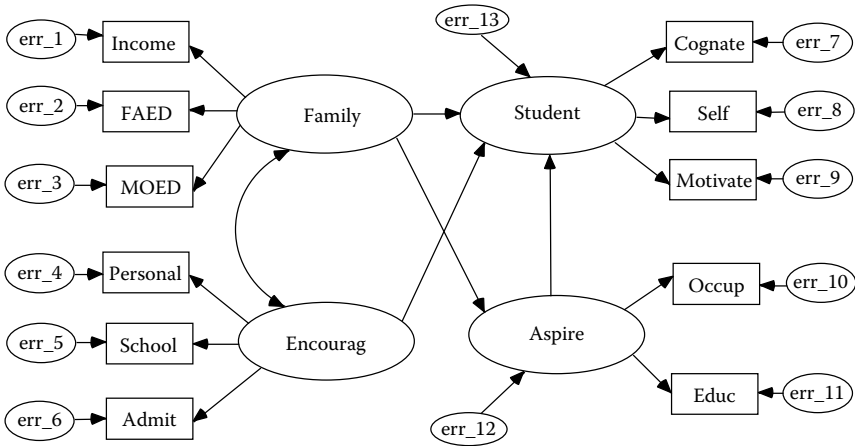 err_1
Income
err_2
FAED
err_3
MOED
err_4
Personal
err_5
School
err_6
Admit
Family
Encourag
err_13
Student
Aspire
err_12
Cognate
err_7
Self
err_8
Motivate
err_9
Occup
err_10
Educ
err_11